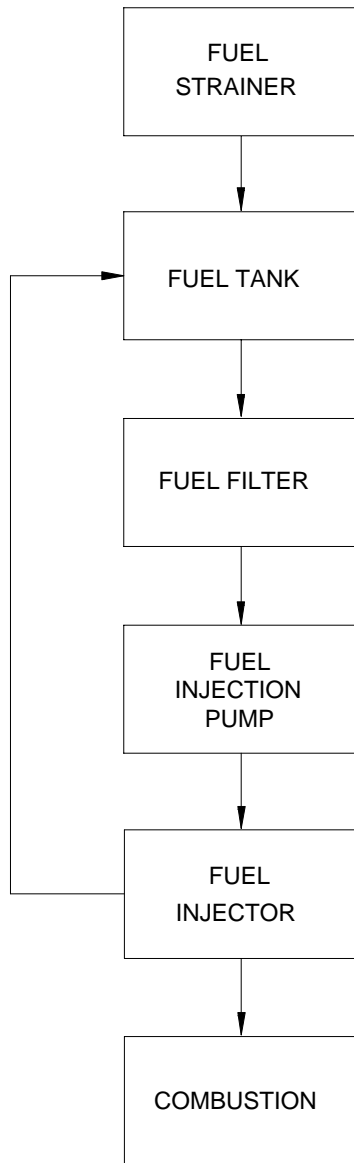 FUEL
STRAINER
FUEL TANK
FUEL FILTER
FUEL
INJECTION
PUMP
FUEL
INJECTOR
COMBUSTION